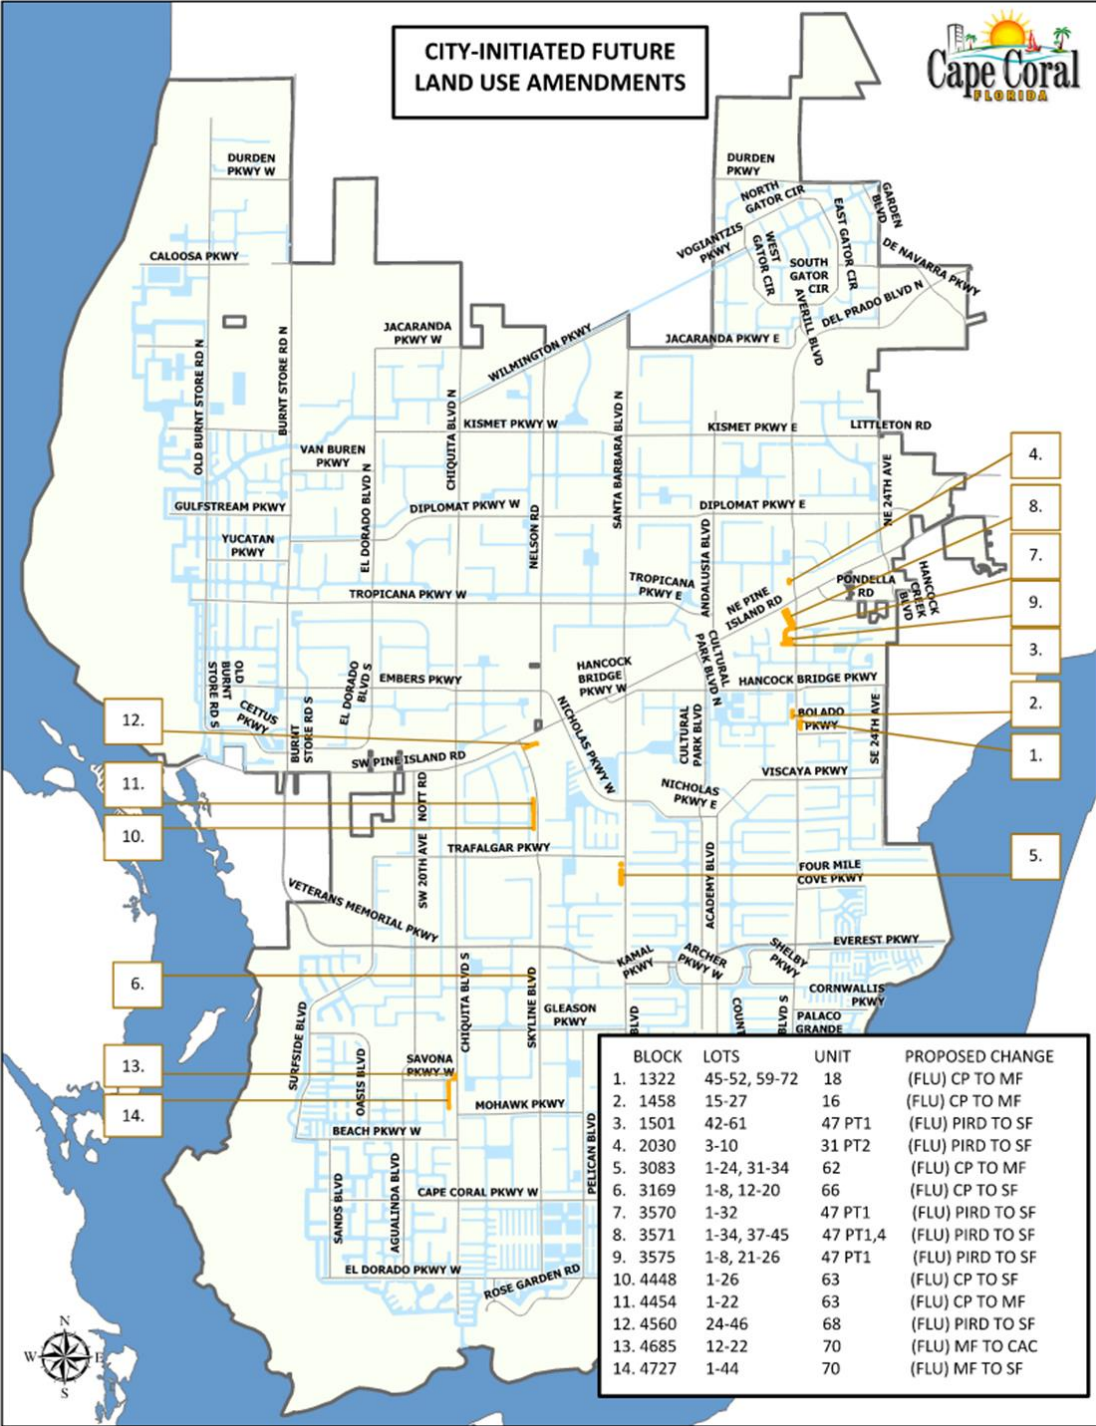 CITY-INITIATED FUTURE
LAND USE AMENDMENTS
Cape Coral
FLORIDA
DURDEN
PKWY W
DURDEN
PKWY
NORTH
GATOR CIR
EAST GATOR CIR
GARDEN
BLVD
VOGIANTZIS
PKWY
WEST
GATOR CIR
SOUTH
GATOR
CIR
DE NAVARRA PKWY
CALOOSA PKWY
AVERILL BLVD
DEL PRADO BLVD N
JACARANDA
PKWY W
WILMINGTON PKWY
JACARANDA PKWY E
OLD BURNT STORE RD N
BURNT STORE RD N
CHIQUITA BLVD N
SANTA BARBARA BLVD N
KISMET PKWY W
KISMET PKWY E
LITTLETON RD
VAN BUREN
PKWY
EL DORADO BLVD N
NE 24TH AVE
4.
GULFSTREAM PKWY
DIPLOMAT PKWY W
DIPLOMAT PKWY E
8.
NELSON RD
YUCATAN
PKWY
ANDALUSIA BLVD
7.
TROPICANA
PKWY E
PONDELLA
RD
HANCOCK
CREEK
BLVD
TROPICANA PKWY W
NE PINE
ISLAND RD
9.
CULTURAL
PARK BLVD N
3.
OLD
BURNT
STORE RD S
EL DORADO
BLVD S
EMBERS PKWY
HANCOCK
BRIDGE
PKWY W
HANCOCK BRIDGE PKWY
2.
CEITUS
PKWY
BURNT
STORE RD S
NICHOLAS PKWY W
CULTURAL
PARK BLVD
BOLADO
PKWY
SE 24TH AVE
12.
1.
SW PINE ISLAND RD
VISCAYA PKWY
11.
NOTT RD
NICHOLAS
PKWY E
10.
TRAFALGAR PKWY
5.
SW 20TH AVE
ACADEMY BLVD
FOUR MILE
COVE PKWY
VETERANS MEMORIAL PKWY
EVEREST PKWY
KAMAL
PKWY
ARCHER
PKWY W
SHELBY
PKWY
6.
CHIQUITA BLVD S
SKYLINE BLVD
CORNWALLIS
PKWY
SURFSIDE BLVD
GLEASON
PKWY
BLVD
COUNT
BLVD S
PALACO
GRANDE
13.
SAVONA
PKWY W
OASIS BLVD
14.
MOHAWK PKWY
BEACH PKWY W
PELICAN BLVD
SANDS BLVD
AGUALINDA BLVD
CAPE CORAL PKWY W
EL DORADO PKWY W
ROSE GARDEN RD
N
W E
S
BLOCK LOTS UNIT PROPOSED CHANGE
1. 1322 45-52, 59-72 18 (FLU) CP TO MF
2. 1458 15-27 16 (FLU) CP TO MF
3. 1501 42-61 47 PT1 (FLU) PIRD TO SF
4. 2030 3-10 31 PT2 (FLU) PIRD TO SF
5. 3083 1-24, 31-34 62 (FLU) CP TO MF
6. 3169 1-8, 12-20 66 (FLU) CP TO SF
7. 3570 1-32 47 PT1 (FLU) PIRD TO SF
8. 3571 1-34, 37-45 47 PT1,4 (FLU) PIRD TO SF
9. 3575 1-8, 21-26 47 PT1 (FLU) PIRD TO SF
10. 4448 1-26 63 (FLU) CP TO SF
11. 4454 1-22 63 (FLU) CP TO MF
12. 4560 24-46 68 (FLU) PIRD TO SF
13. 4685 12-22 70 (FLU) MF TO CAC
14. 4727 1-44 70 (FLU) MF TO SF